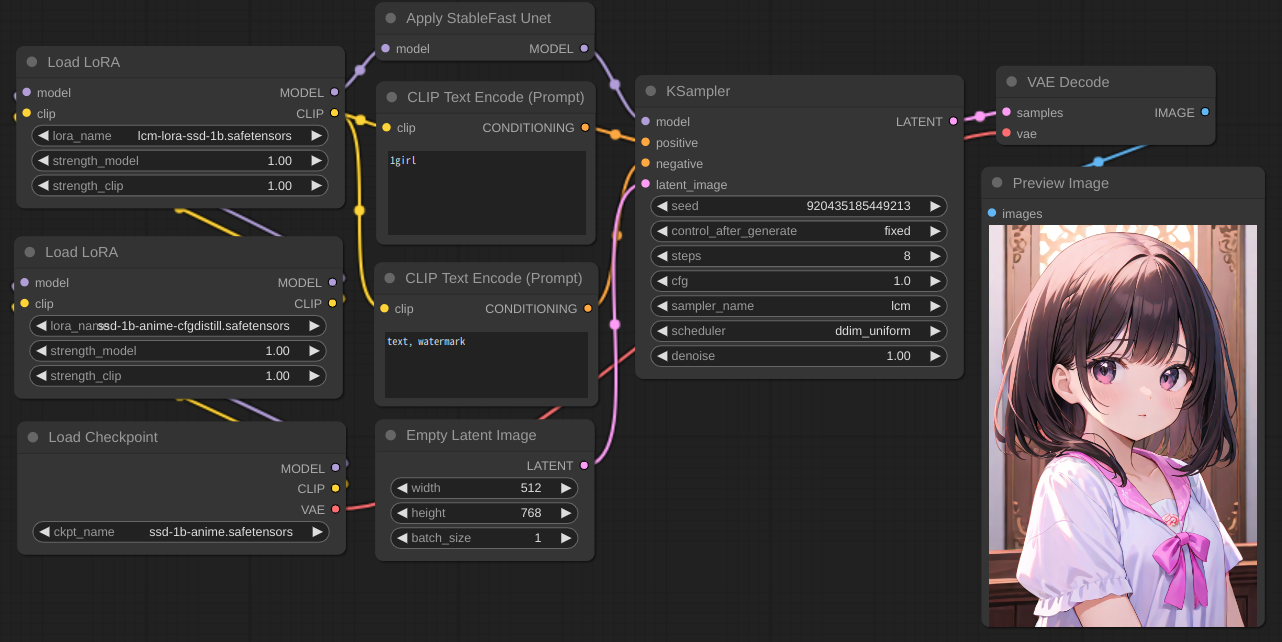 Load LoRA
model MODEL
clip CLIP
lora_name lcm-lora-ssd-1b.safetensors
strength_model 1.00
strength_clip 1.00
Load LoRA
model MODEL
clip CLIP
lora_name ssd-1b-anime-cfgdistill.safetensors
strength_model 1.00
strength_clip 1.00
Load Checkpoint
MODEL
CLIP
VAE
ckpt_name ssd-1b-anime.safetensors
Apply StableFast Unet
model MODEL
CLIP Text Encode (Prompt)
clip CONDITIONING
1girl
CLIP Text Encode (Prompt)
clip CONDITIONING
text, watermark
Empty Latent Image
LATENT
width 512
height 768
batch_size 1
KSampler
model LATENT
positive
negative
latent_image
seed 920435185449213
control_after_generate fixed
steps 8
cfg 1.0
sampler_name lcm
scheduler ddim_uniform
denoise 1.00
VAE Decode
samples IMAGE
vae
Preview Image
images